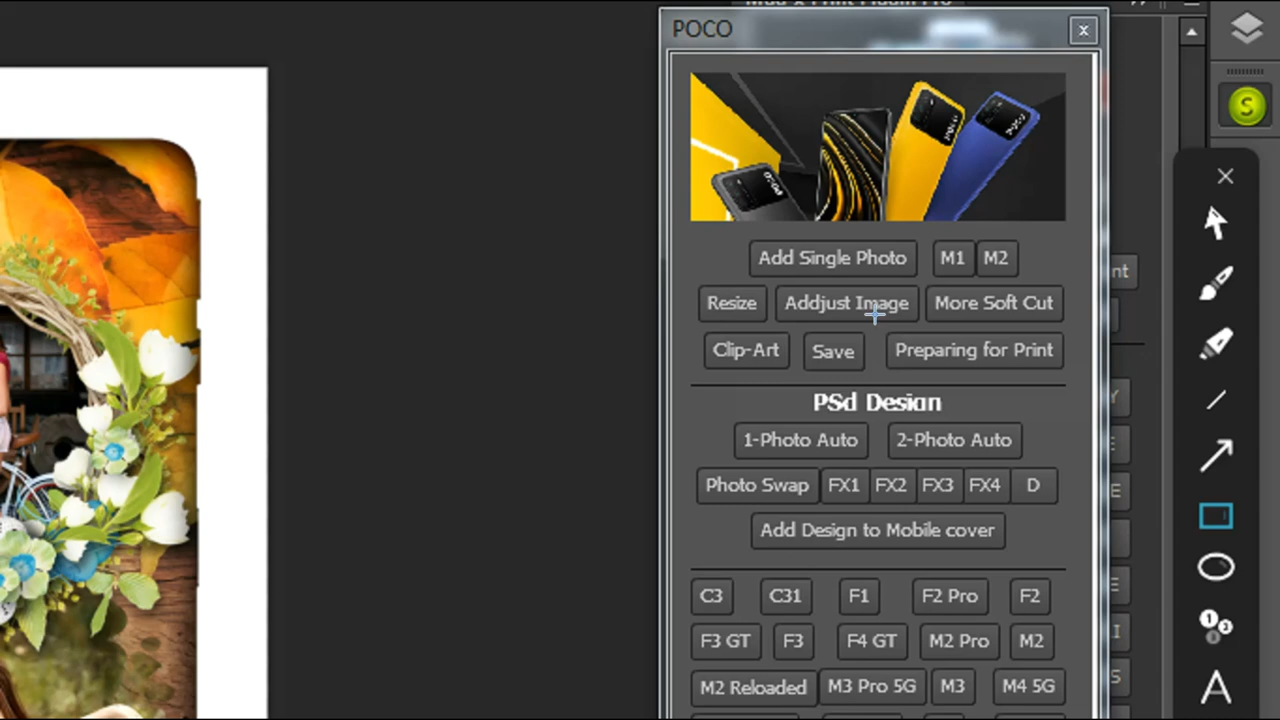 POCO
Add Single Photo M1 M2
Resize Addjust Image More Soft Cut
Clip-Art Save Preparing for Print
PSd Design
1-Photo Auto 2-Photo Auto
Photo Swap FX1 FX2 FX3 FX4 D
Add Design to Mobile cover
C3 C31 F1 F2 Pro F2
F3 GT F3 F4 GT M2 Pro M2
M2 Reloaded M3 Pro 5G M3 M4 5G
nt
Y
E
E
E
I
S
S
A